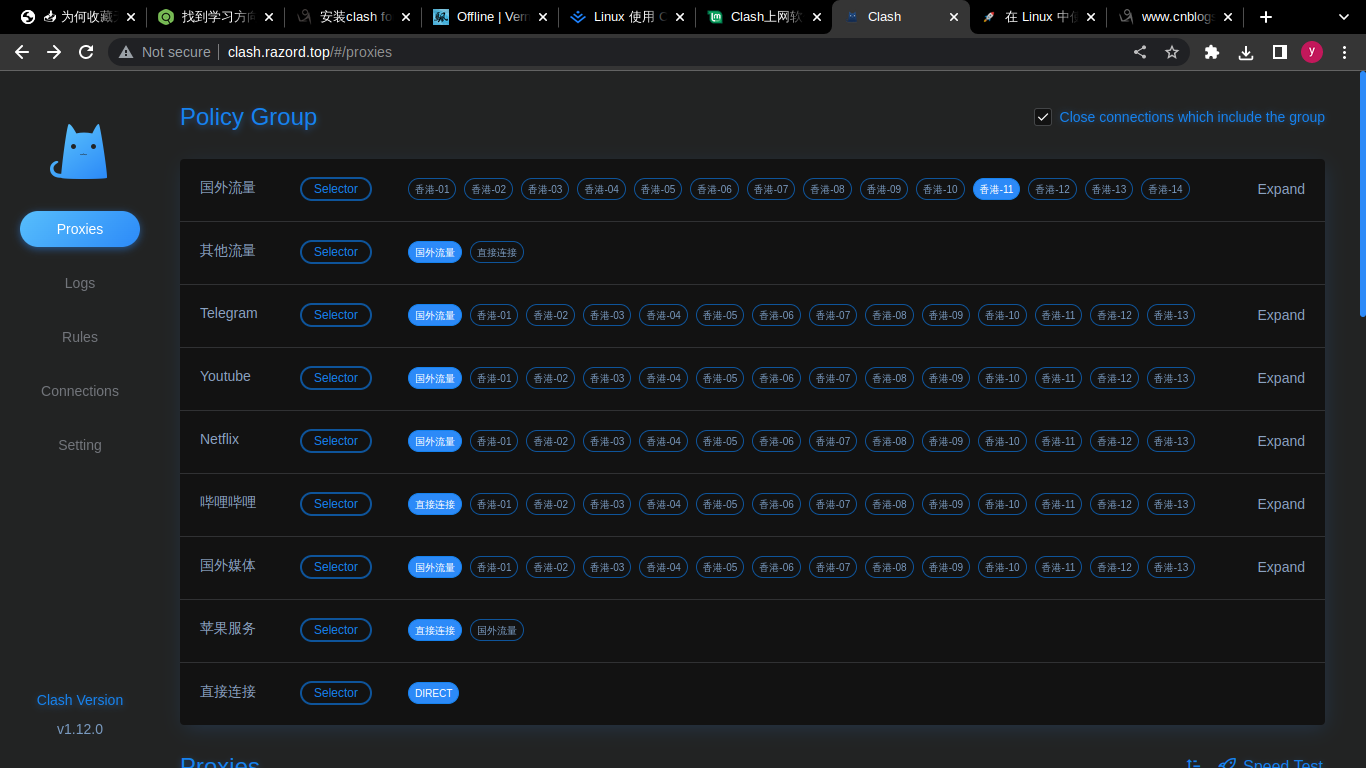 为何收藏
找到学习方向
安装clash fo
Offline | Verm
Linux 使用 C
Clash上网软
Clash
在 Linux 中使
www.cnblogs
Not secure
clash.razord.top/#/proxies
y
Policy Group
Close connections which include the group
Proxies
Logs
Rules
Connections
Setting
Clash Version
v1.12.0
国外流量 Selector 香港-01 香港-02 香港-03 香港-04 香港-05 香港-06 香港-07 香港-08 香港-09 香港-10 香港-11 香港-12 香港-13 香港-14 Expand
其他流量 Selector 国外流量 直接连接
Telegram Selector 国外流量 香港-01 香港-02 香港-03 香港-04 香港-05 香港-06 香港-07 香港-08 香港-09 香港-10 香港-11 香港-12 香港-13 Expand
Youtube Selector 国外流量 香港-01 香港-02 香港-03 香港-04 香港-05 香港-06 香港-07 香港-08 香港-09 香港-10 香港-11 香港-12 香港-13 Expand
Netflix Selector 国外流量 香港-01 香港-02 香港-03 香港-04 香港-05 香港-06 香港-07 香港-08 香港-09 香港-10 香港-11 香港-12 香港-13 Expand
哔哩哔哩 Selector 直接连接 香港-01 香港-02 香港-03 香港-04 香港-05 香港-06 香港-07 香港-08 香港-09 香港-10 香港-11 香港-12 香港-13 Expand
国外媒体 Selector 国外流量 香港-01 香港-02 香港-03 香港-04 香港-05 香港-06 香港-07 香港-08 香港-09 香港-10 香港-11 香港-12 香港-13 Expand
苹果服务 Selector 直接连接 国外流量
直接连接 Selector DIRECT
Proxies
Speed Test